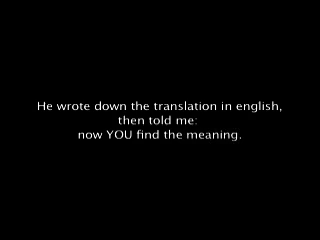 He wrote down the translation in english,
then told me:
now YOU find the meaning.